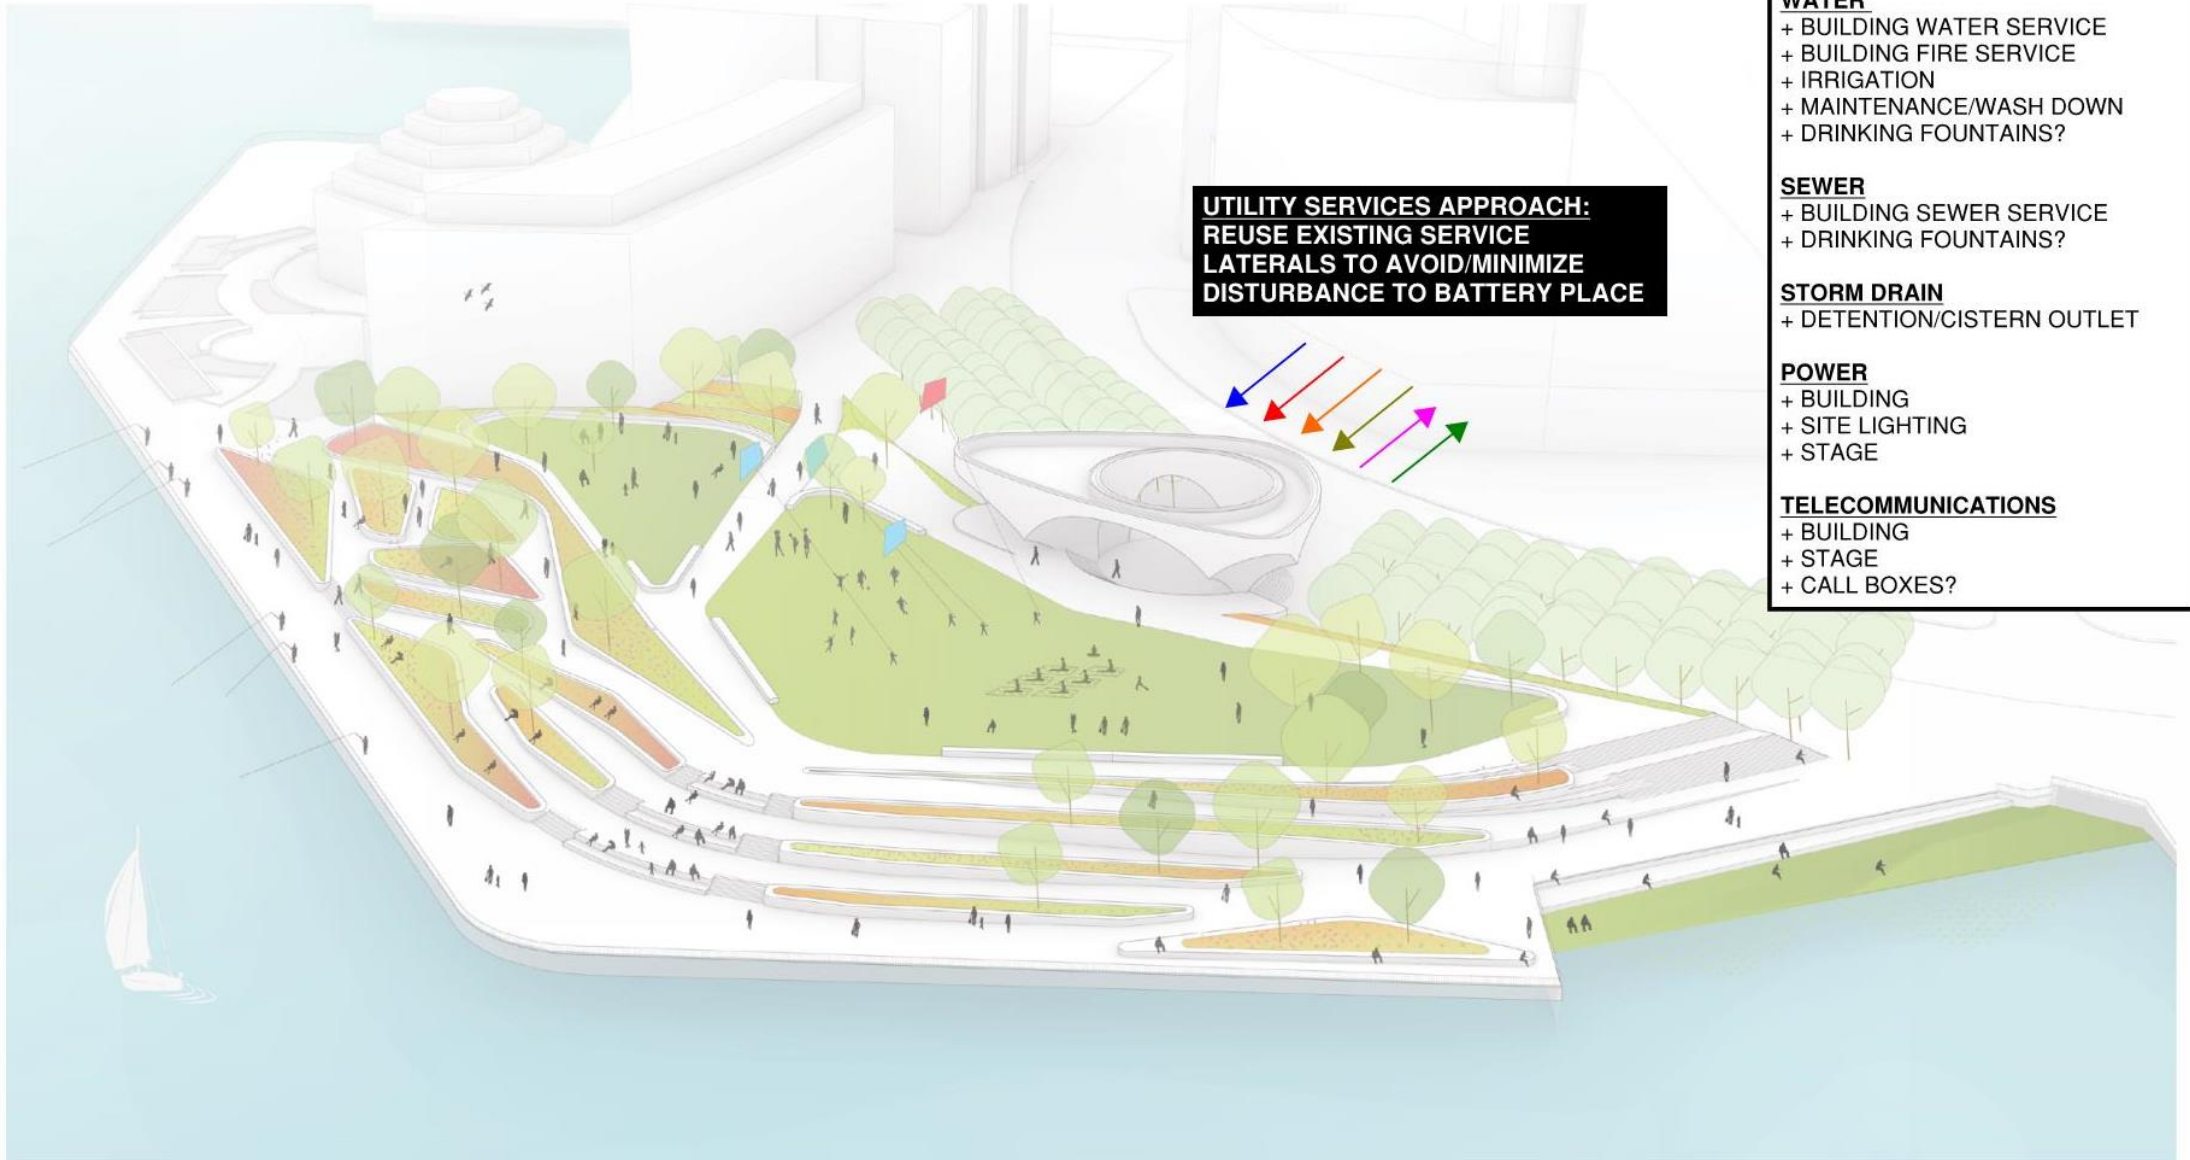 UTILITY SERVICES APPROACH:
REUSE EXISTING SERVICE
LATERALS TO AVOID/MINIMIZE
DISTURBANCE TO BATTERY PLACE
WATER
+ BUILDING WATER SERVICE
+ BUILDING FIRE SERVICE
+ IRRIGATION
+ MAINTENANCE/WASH DOWN
+ DRINKING FOUNTAINS?
SEWER
+ BUILDING SEWER SERVICE
+ DRINKING FOUNTAINS?
STORM DRAIN
+ DETENTION/CISTERN OUTLET
POWER
+ BUILDING
+ SITE LIGHTING
+ STAGE
TELECOMMUNICATIONS
+ BUILDING
+ STAGE
+ CALL BOXES?